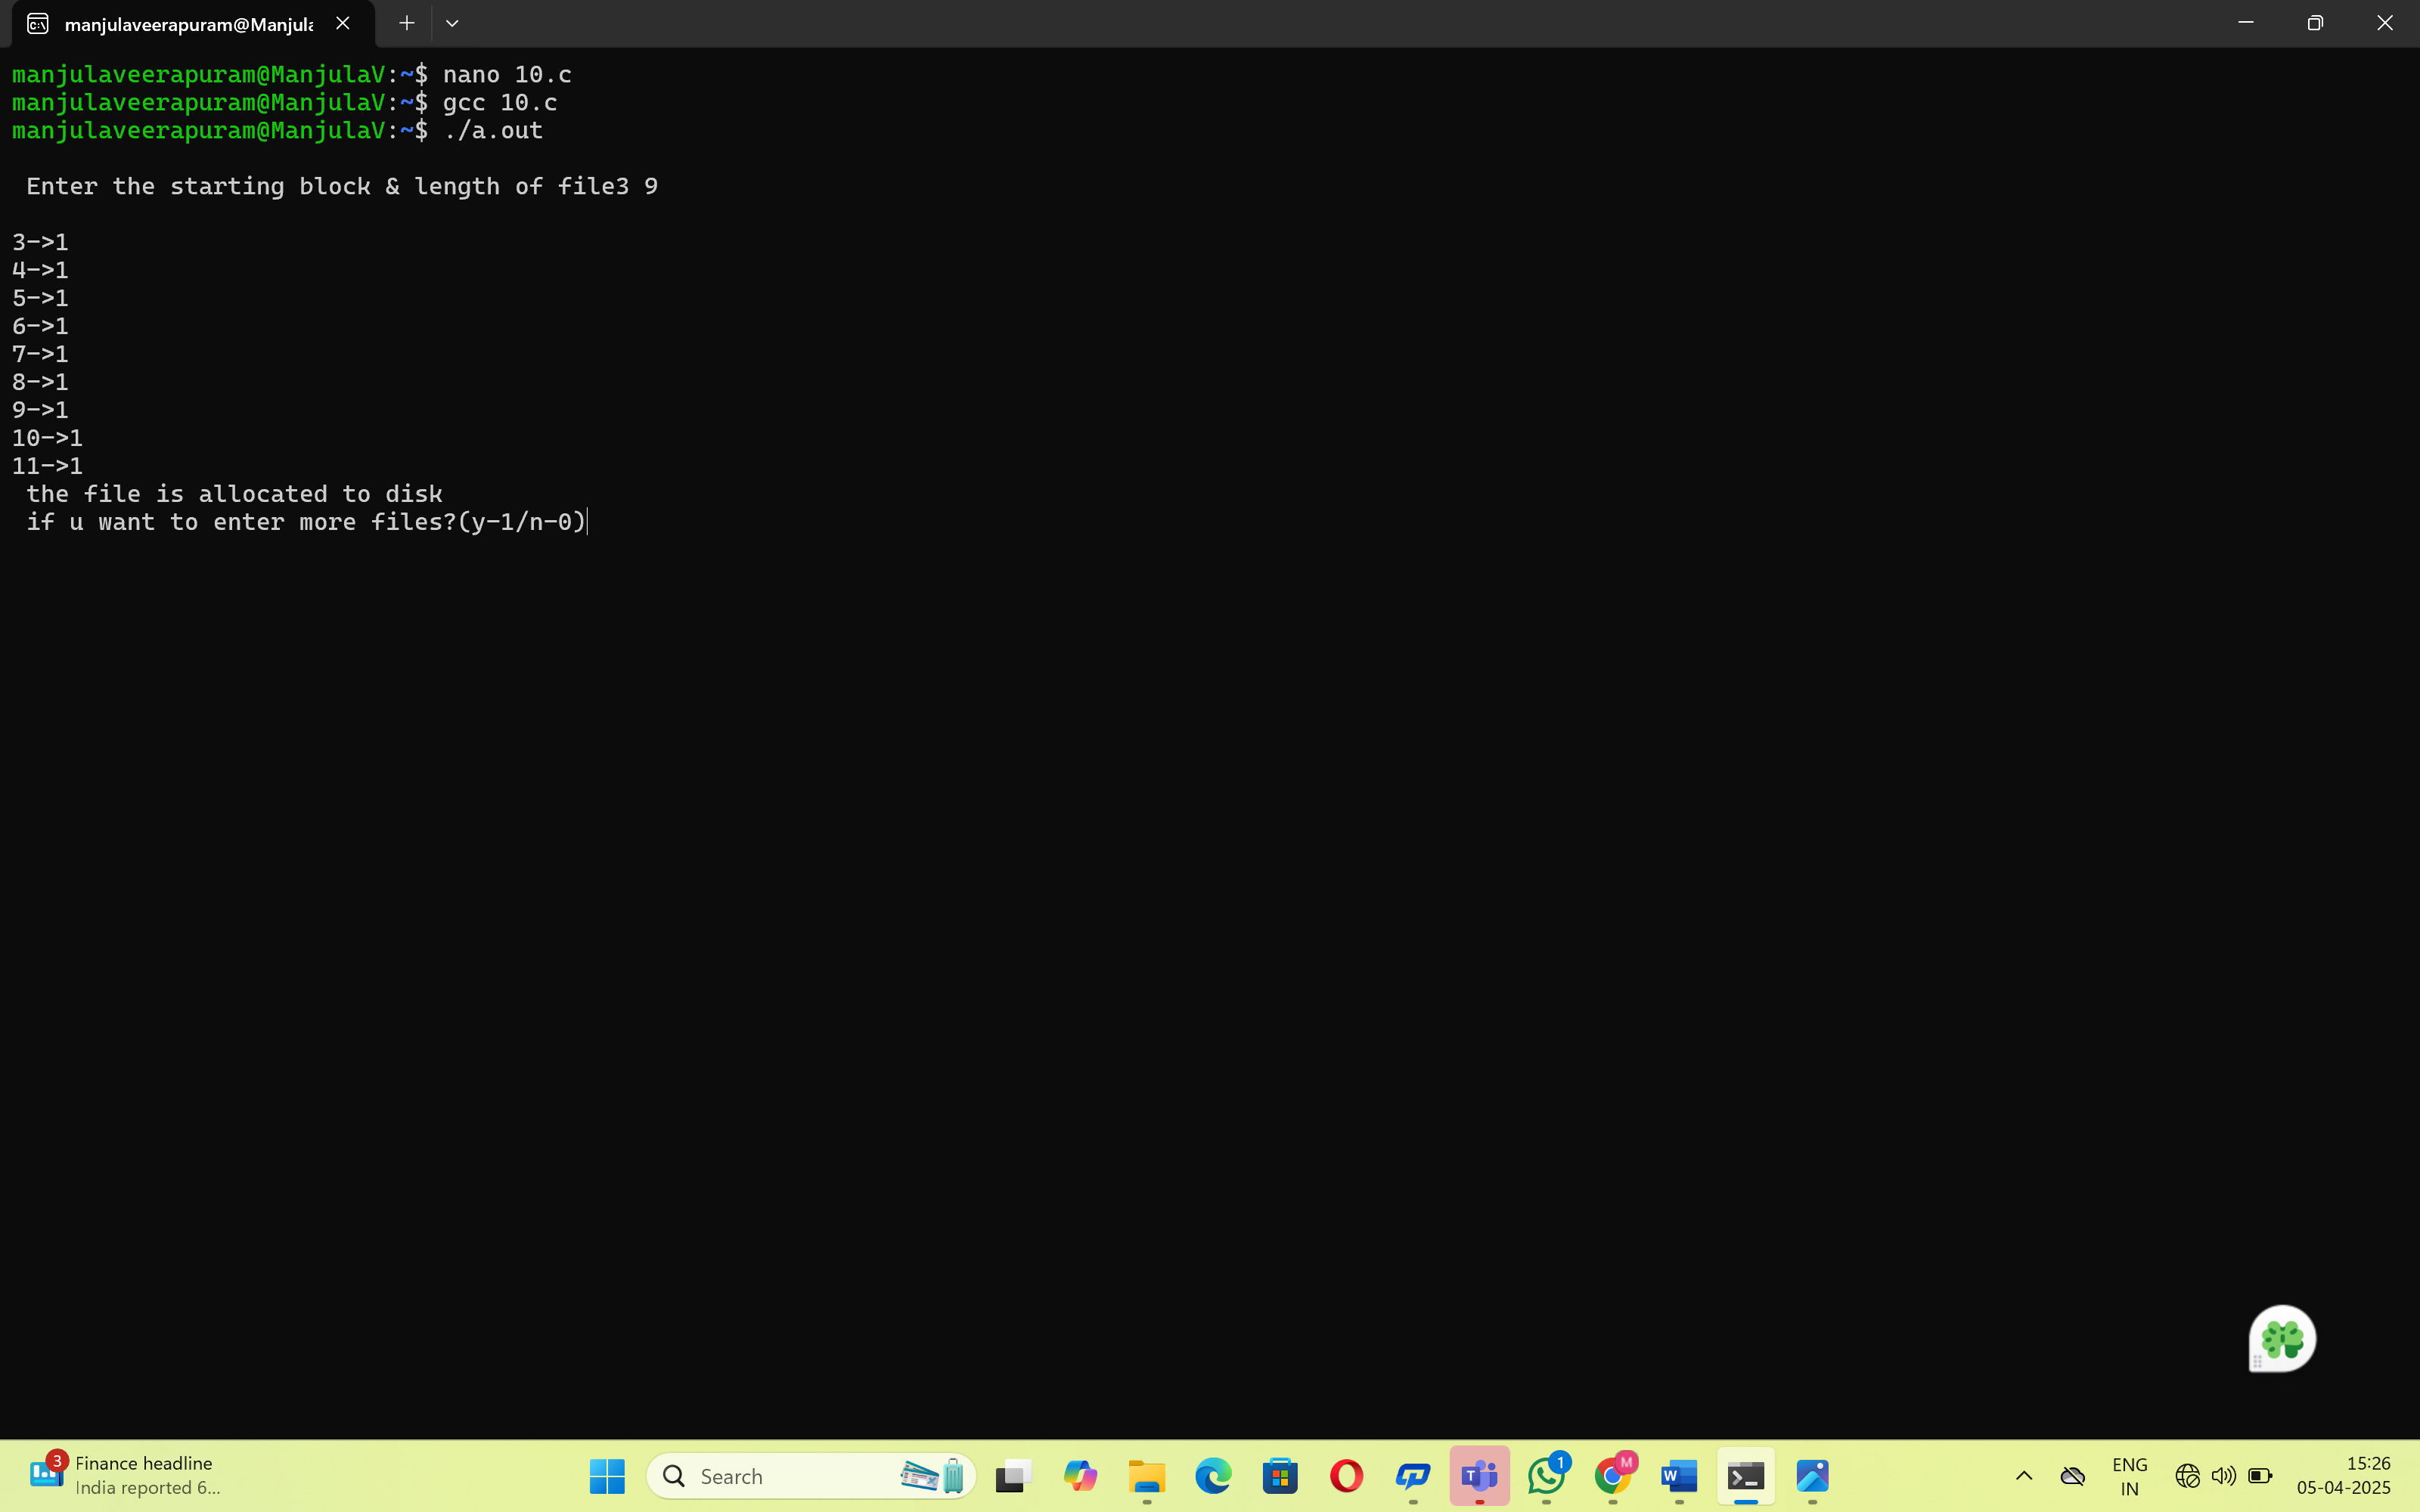 manjulaveerapuram@Manjula
manjulaveerapuram@ManjulaV:~$ nano 10.c
manjulaveerapuram@ManjulaV:~$ gcc 10.c
manjulaveerapuram@ManjulaV:~$ ./a.out
Enter the starting block & length of file3 9
3->1
4->1
5->1
6->1
7->1
8->1
9->1
10->1
11->1
the file is allocated to disk
if u want to enter more files?(y-1/n-0)
3
Finance headline
India reported 6...
Search
T
1
M
W
ENG
IN
15:26
05-04-2025